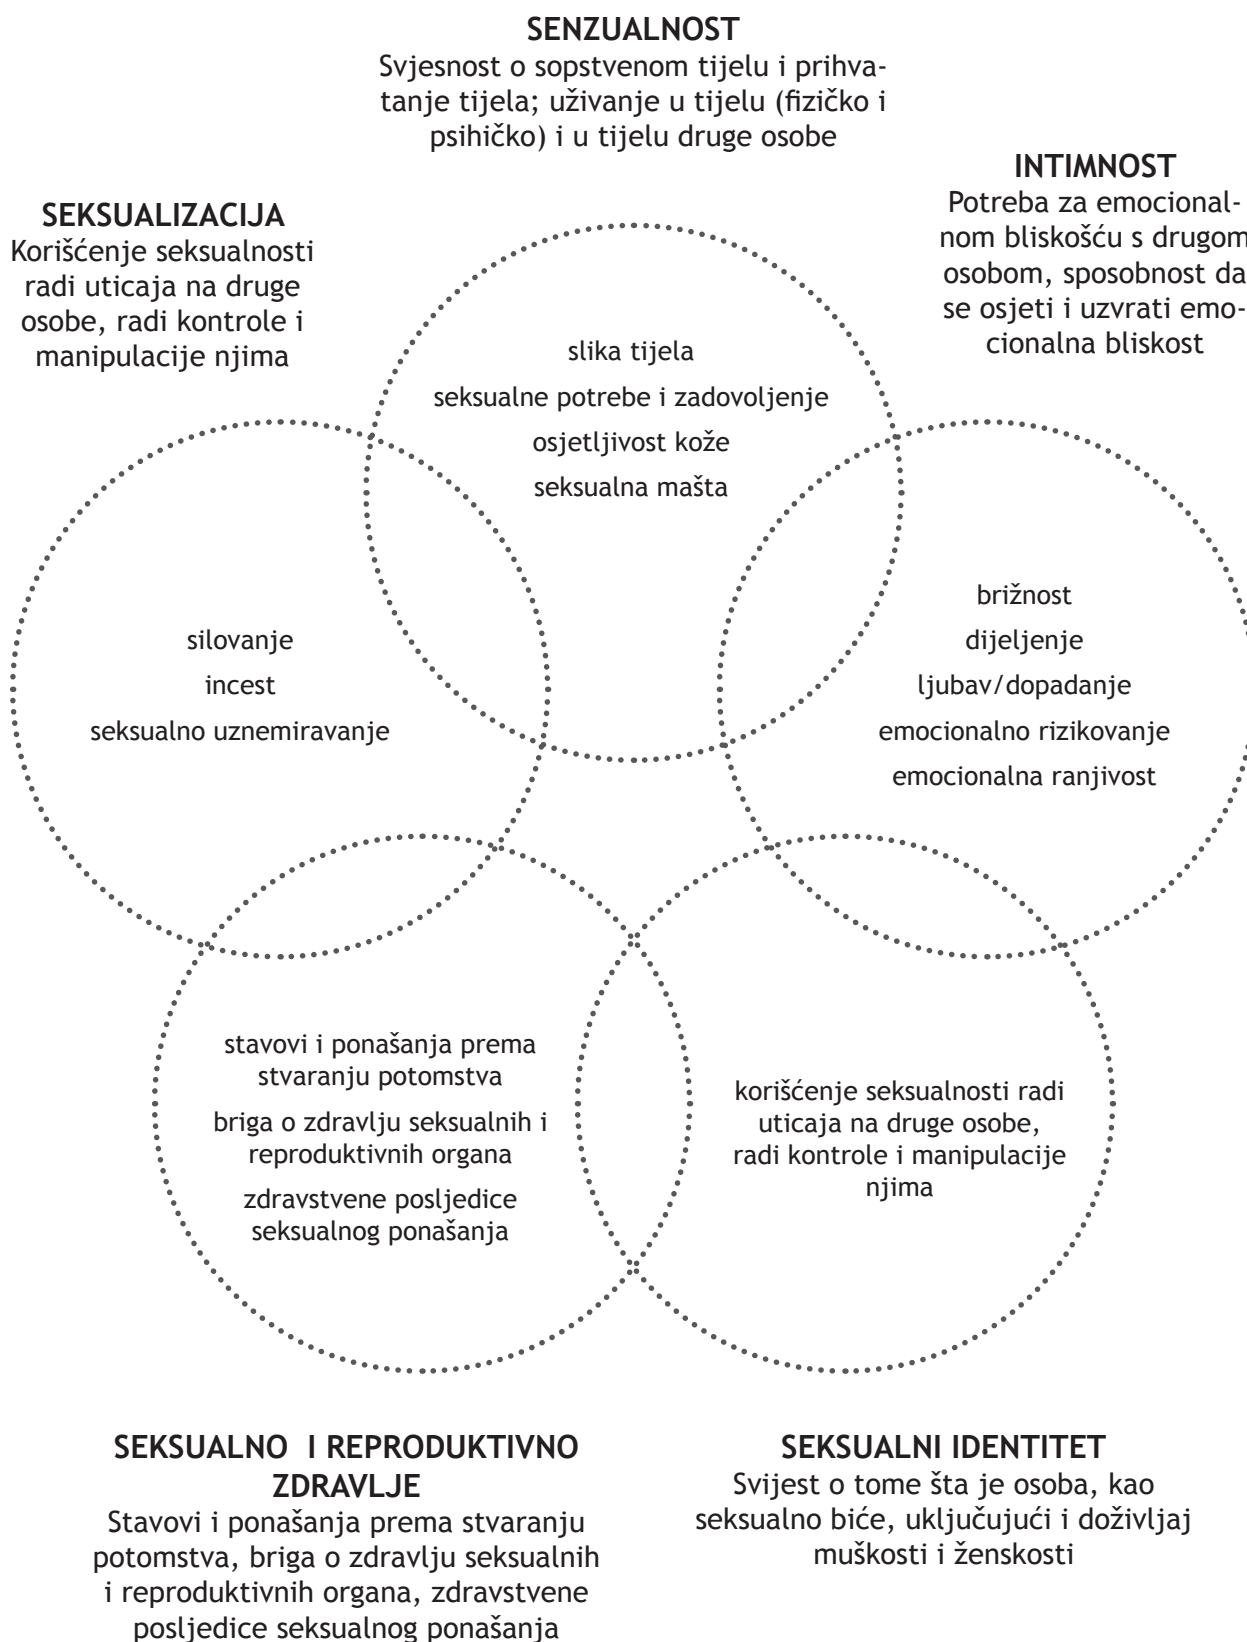 SENZUALNOST
Svjesnost o sopstvenom tijelu i prihva-
tanje tijela; uživanje u tijelu (fizičko i
psihičko) i u tijelu druge osobe
INTIMNOST
Potreba za emocional-
nom bliskošću s drugom
osobom, sposobnost da
se osjeti i uzvrati emo-
cionalna bliskost
SEKSUALIZACIJA
Korišćenje seksualnosti
radi uticaja na druge
osobe, radi kontrole i
manipulacije njima
slika tijela
seksualne potrebe i zadovoljenje
osjetljivost kože
seksualna mašta
silovanje
incest
seksualno uznemiravanje
brižnost
dijeljenje
ljubav/dopadanje
emocionalno rizikovanje
emocionalna ranjivost
stavovi i ponašanja prema
stvaranju potomstva
briga o zdravlju seksualnih i
reproduktivnih organa
zdravstvene posljedice
seksualnog ponašanja
korišćenje seksualnosti radi
uticaja na druge osobe,
radi kontrole i manipulacije
njima
SEKSUALNO I REPRODUKTIVNO
ZDRAVLJE
Stavovi i ponašanja prema stvaranju
potomstva, briga o zdravlju seksualnih
i reproduktivnih organa, zdravstvene
posljedice seksualnog ponašanja
SEKSUALNI IDENTITET
Svijest o tome šta je osoba, kao
seksualno biće, uključujući i doživljaj
muškosti i ženskosti